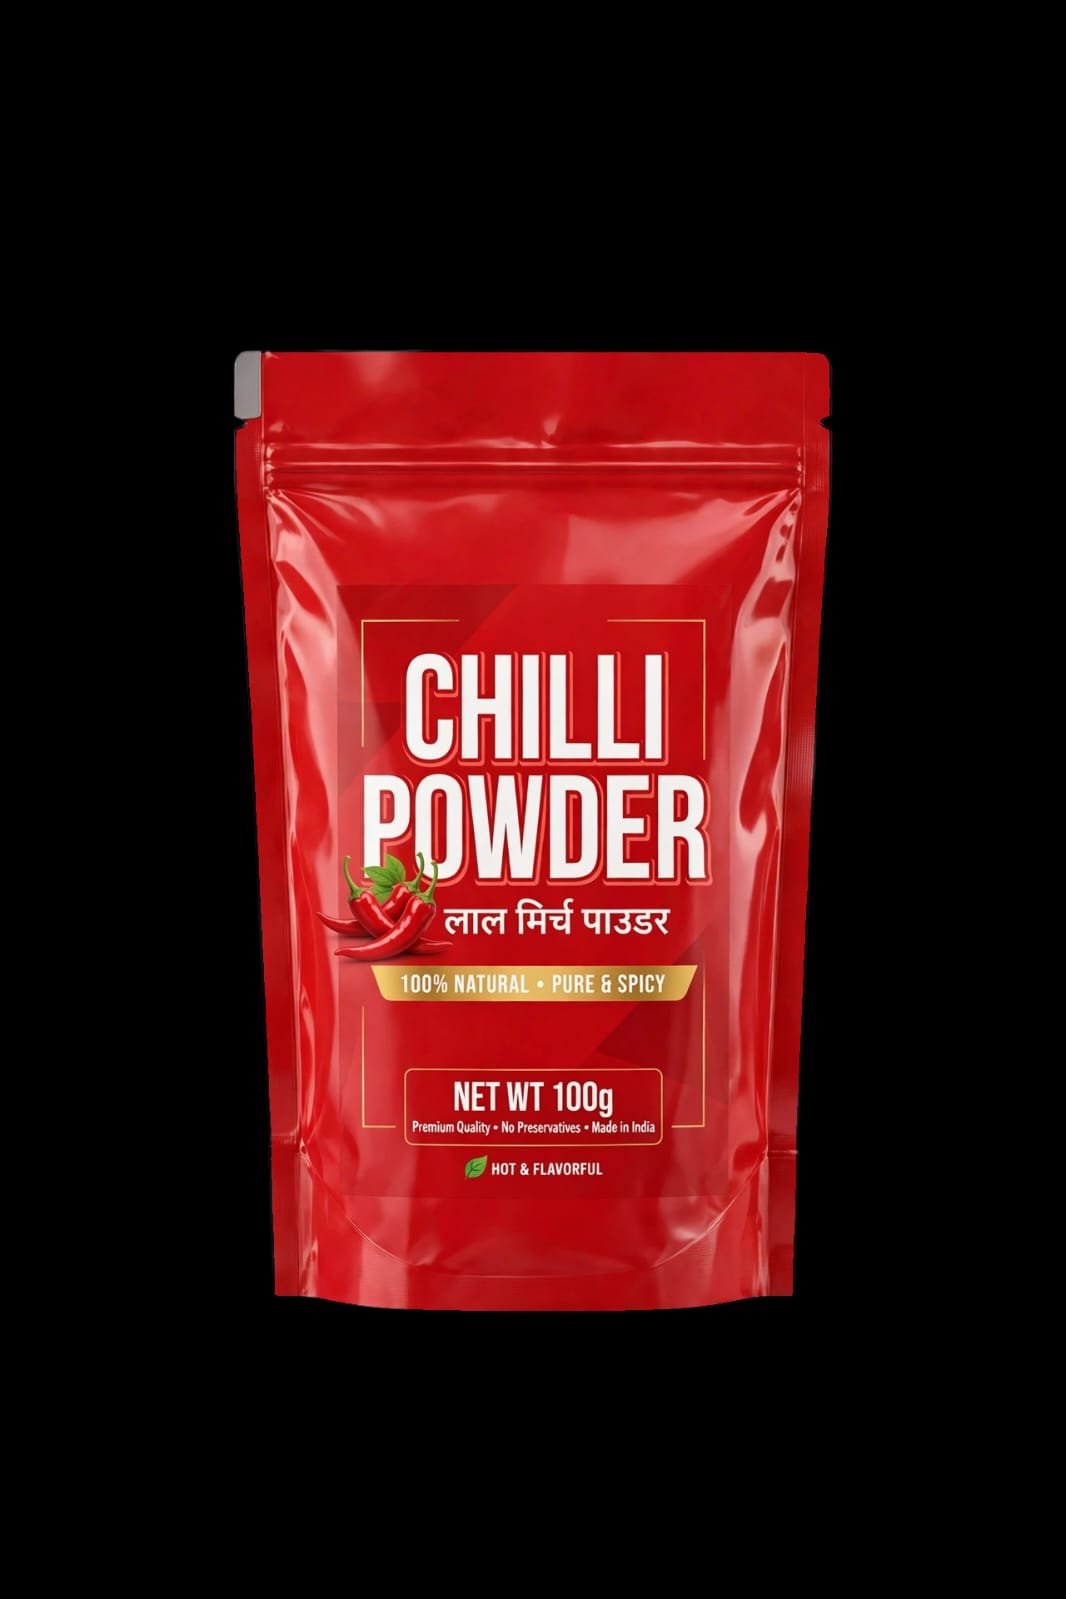 CHILLI
POWDER
लाल मिर्च पाउडर
100% NATURAL • PURE & SPICY
NET WT 100g
Premium Quality • No Preservatives • Made in India
HOT & FLAVORFUL